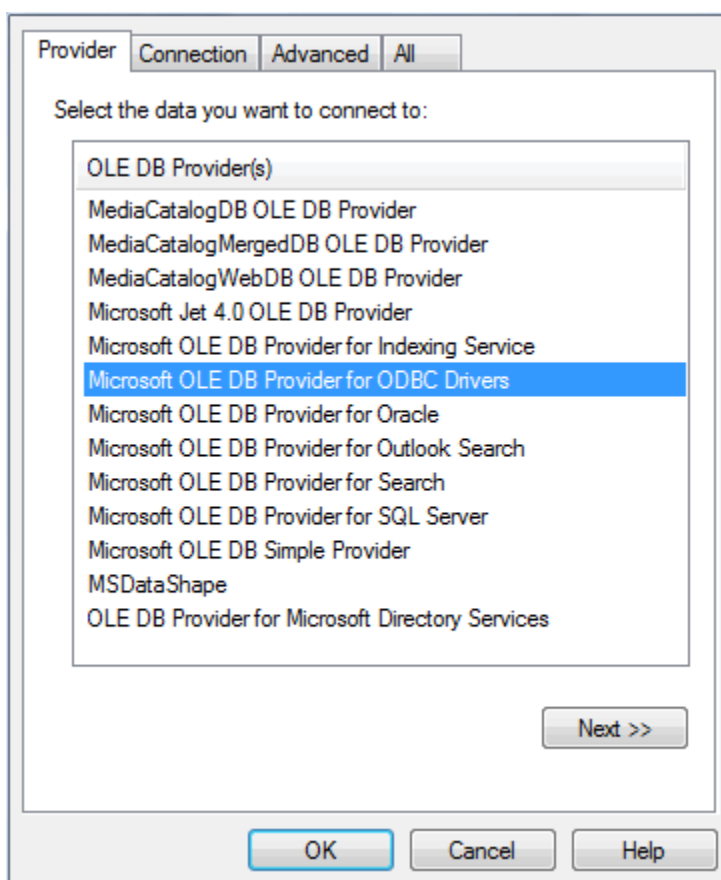 Provider Connection Advanced All
Select the data you want to connect to:
OLE DB Provider(s)
MediaCatalogDB OLE DB Provider
MediaCatalogMergedDB OLE DB Provider
MediaCatalogWebDB OLE DB Provider
Microsoft Jet 4.0 OLE DB Provider
Microsoft OLE DB Provider for Indexing Service
Microsoft OLE DB Provider for ODBC Drivers
Microsoft OLE DB Provider for Oracle
Microsoft OLE DB Provider for Outlook Search
Microsoft OLE DB Provider for Search
Microsoft OLE DB Provider for SQL Server
Microsoft OLE DB Simple Provider
MSDataShape
OLE DB Provider for Microsoft Directory Services
Next >>
OK Cancel Help